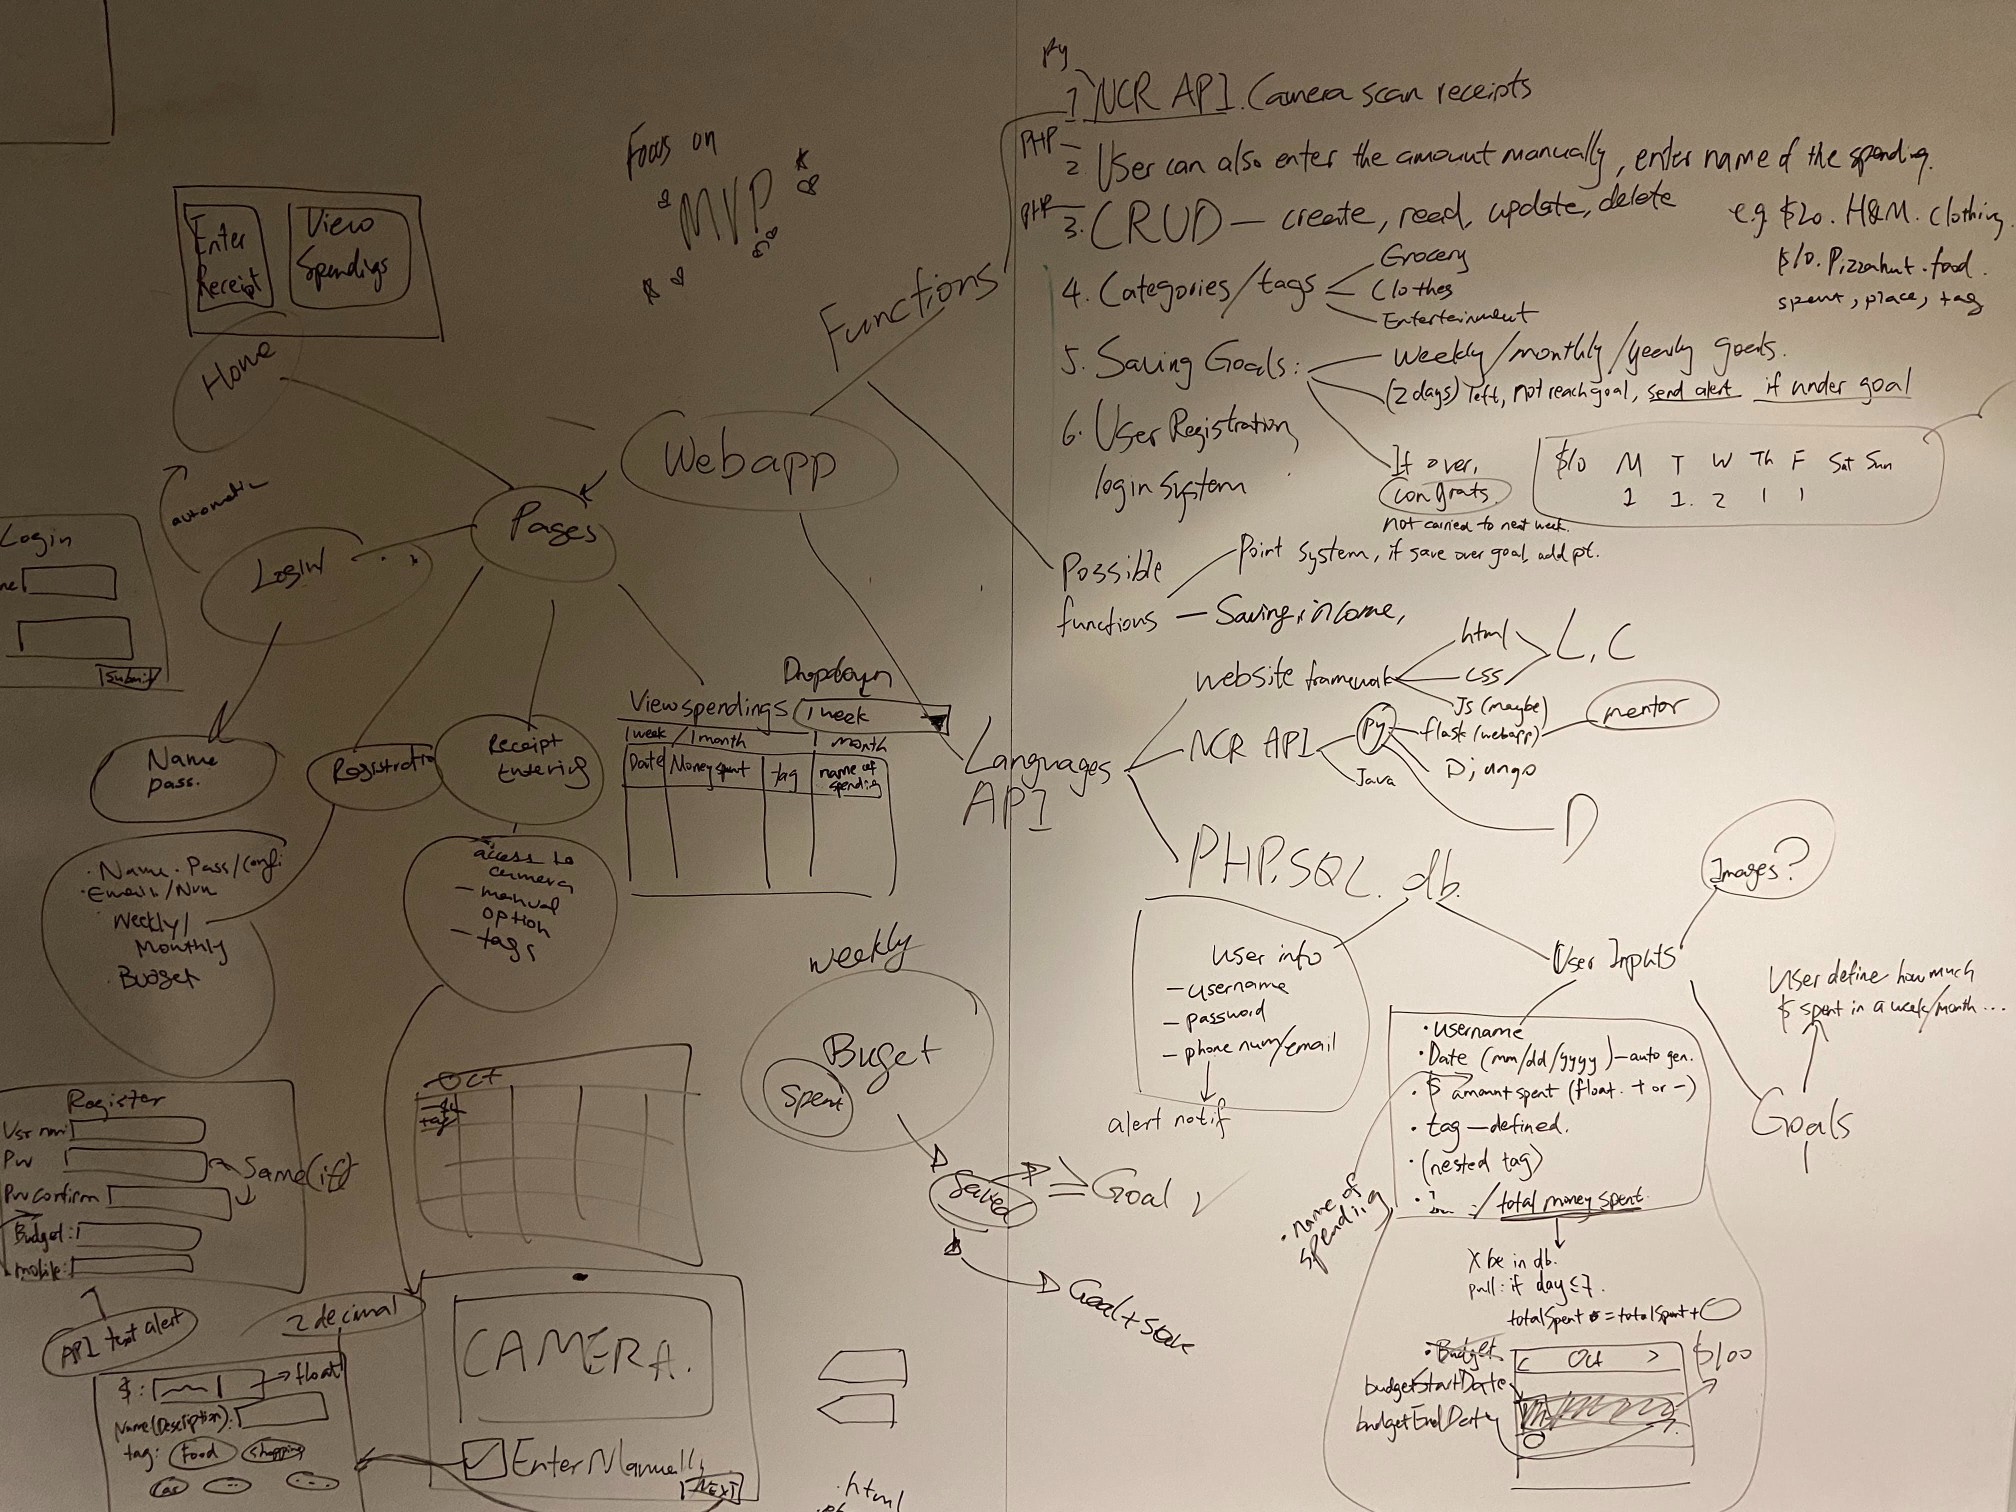 Focus on
MVP
Enter
Receipt
View
Spendings
Home
automatic
Login
Submit
Login
Name
pass.
Pages
Webapp
Functions
Registration
Receipt
Entering
Name. Pass/Confi
Email/Num
Weekly/
Monthly
Budget
access to
camera
- manual
option
- tags
Dropdown
View spendings
1 week
1 week / 1 month
1 month
Date
Money spent
tag
name of
spending
Py
1. NCR API. Camera scan receipts
PHP
2. User can also enter the amount manually, enter name of the spending.
PHP
3. CRUD — create, read, update, delete
e.g. $20. H&M. Clothing.
$10. Pizzahut. food.
spent, place, tag
4. Categories/tags
Grocery
Clothes
Entertainment
5. Saving Goals:
Weekly/monthly/yearly goals.
(2 days) left, not reach goal, send alert if under goal
If over,
congrats.
not carried to next week.
$10 M T W Th F Sat Sun
1 1. 2 1 1
6. User Registration,
login system
Possible
functions
Point system, if save over goal, add pt.
— Saving, income,
Languages
API
website framework
html
css
Js (maybe)
L, C
NCR API
Py
Java
flask (webapp)
mentor
Djungo
D
PHP, SQL. db.
user info
- username
- password
- phone num/email
alert notif
User Inputs
Images?
• username
• Date (mm/dd/yyyy) — auto gen.
• $ amount spent (float. + or -)
• tag — defined.
• (nested tag)
total money spent
• name of
spending
X be in db.
pull: if day ≤ 7.
totalSpent = totalSpent +
User define how much
$ spent in a week/month...
Goals
• Budget
budgetStartDate
budgetEndDate
< Oct >
$100
weekly
Buget
Spent
Saved
≥ Goal
Goal +
Oct
tag
Register
Usr nm:
Pw
Pw confirm
Same (if)
Budget:
mobile:
API text alert
2 decimal
$:
float
Name (Description):
tag: Food
shopping
Car
...
...
CAMERA.
Enter Manually
NEXT
.html